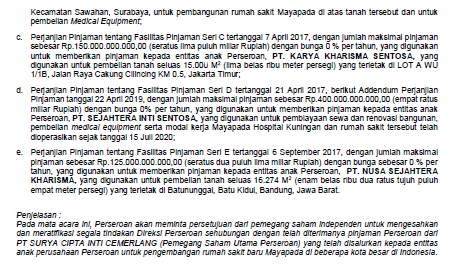 Kecamatan Sawahan, Surabaya, untuk pembangunan rumah sakit Mayapada di atas tanah tersebut dan untuk
pembelian Medical Equipment;
c. Perjanjian Pinjaman tentang Fasilitas Pinjaman Seri C tertanggal 7 April 2017, dengan jumlah maksimal pinjaman
sebesar Rp.150.000.000.000,00 (seratus lima puluh miliar Rupiah) dengan bunga 0 % per tahun, yang digunakan
untuk memberikan pinjaman kepada entitas anak Perseroan, PT. KARYA KHARISMA SENTOSA, yang
digunakan untuk pembelian tanah seluas 15.00u M² (lima belas ribu meter persegi) yang terletak di LOT A WU
1/1B, Jalan Raya Cakung Cilincing KM 0.5, Jakarta Timur;
d. Perjanjian Pinjaman tentang Fasilitas Pinjaman Seri D tertanggal 21 April 2017, berikut Addendum Perjanjian
Pinjaman tanggal 22 April 2019, dengan jumlah maksimal pinjaman sebesar Rp.400.000.000.000,00 (empat ratus
miliar Rupiah) dengan bunga 0% per tahun, yang digunakan untuk memberikan pinjaman kepada entitas anak
Perseroan, PT. SEJAHTERA INTI SENTOSA, yang digunakan untuk pembiayaan sewa dan renovasi bangunan,
pembelian medical equipment serta modal kerja Mayapada Hospital Kuningan dan rumah sakit tersebut telah
dioperasikan sejak tanggal 15 Juli 2020;
e. Perjanjian Pinjaman tentang Fasilitas Pinjaman Seri E tertanggal 6 September 2017, dengan jumlah maksimal
pinjaman sebesar Rp.125.000.000.000,00 (seratus dua puluh lima miliar Rupiah) dengan bunga sebesar 0 % per
tahun, yang digunakan untuk memberikan pinjaman kepada entitas anak Perseroan, PT. NUSA SEJAHTERA
KHARISMA, yang digunakan untuk pembelian tanah seluas 16.274 M² (enam belas ribu dua ratus tujuh puluh
empat meter persegi) yang terletak di Batununggal, Batu Kidul, Bandung, Jawa Barat.
Penjelasan :
Pada mata acara ini, Perseroan akan meminta persetujuan dari pemegang saham independen untuk mengesahkan
dan meratifikasi segala tindakan Direksi Perseroan sehubungan dengan telah diterimanya pinjaman Perseroan dari
PT SURYA CIPTA INTI CEMERLANG (Pemegang Saham Utama Perseroan) yang telah disalurkan kepada entitas
anak perusahaan Perseroan untuk pengembangan rumah sakit baru Mayapada di beberapa kota besar di Indonesia.